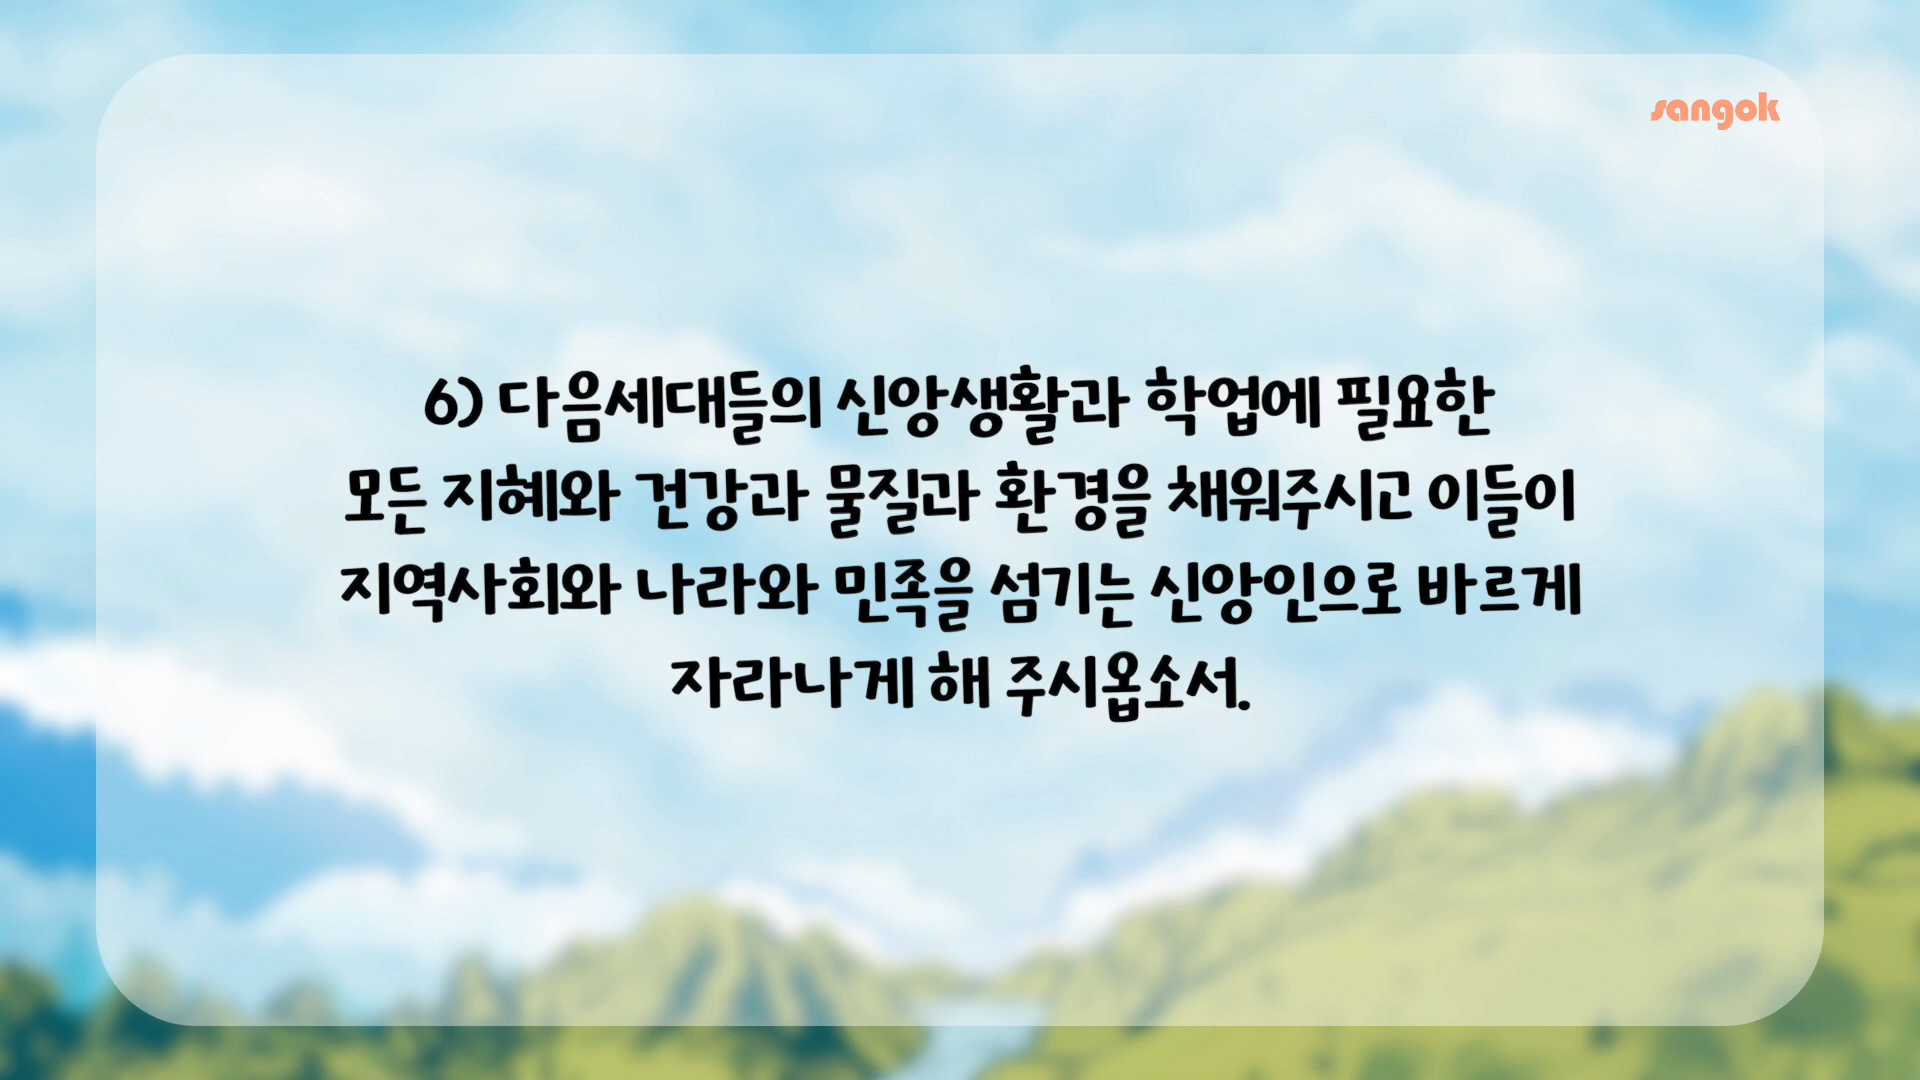 sangok
6) 다음세대들의 신앙생활과 학업에 필요한
모든 지혜와 건강과 물질과 환경을 채워주시고 이들이
지역사회와 나라와 민족을 섬기는 신앙인으로 바르게
자라나게 해 주시옵소서.